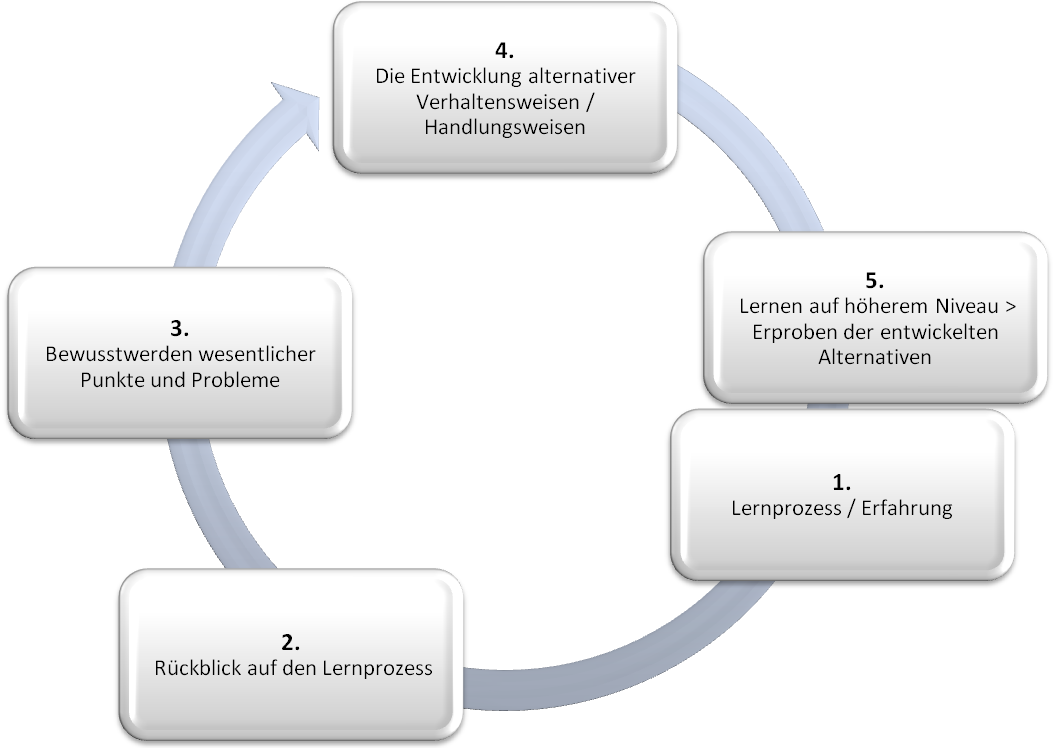 4.
Die Entwicklung alternativer
Verhaltensweisen /
Handlungsweisen
5.
Lernen auf höherem Niveau >
Erproben der entwickelten
Alternativen
3.
Bewusstwerden wesentlicher
Punkte und Probleme
1.
Lernprozess / Erfahrung
2.
Rückblick auf den Lernprozess